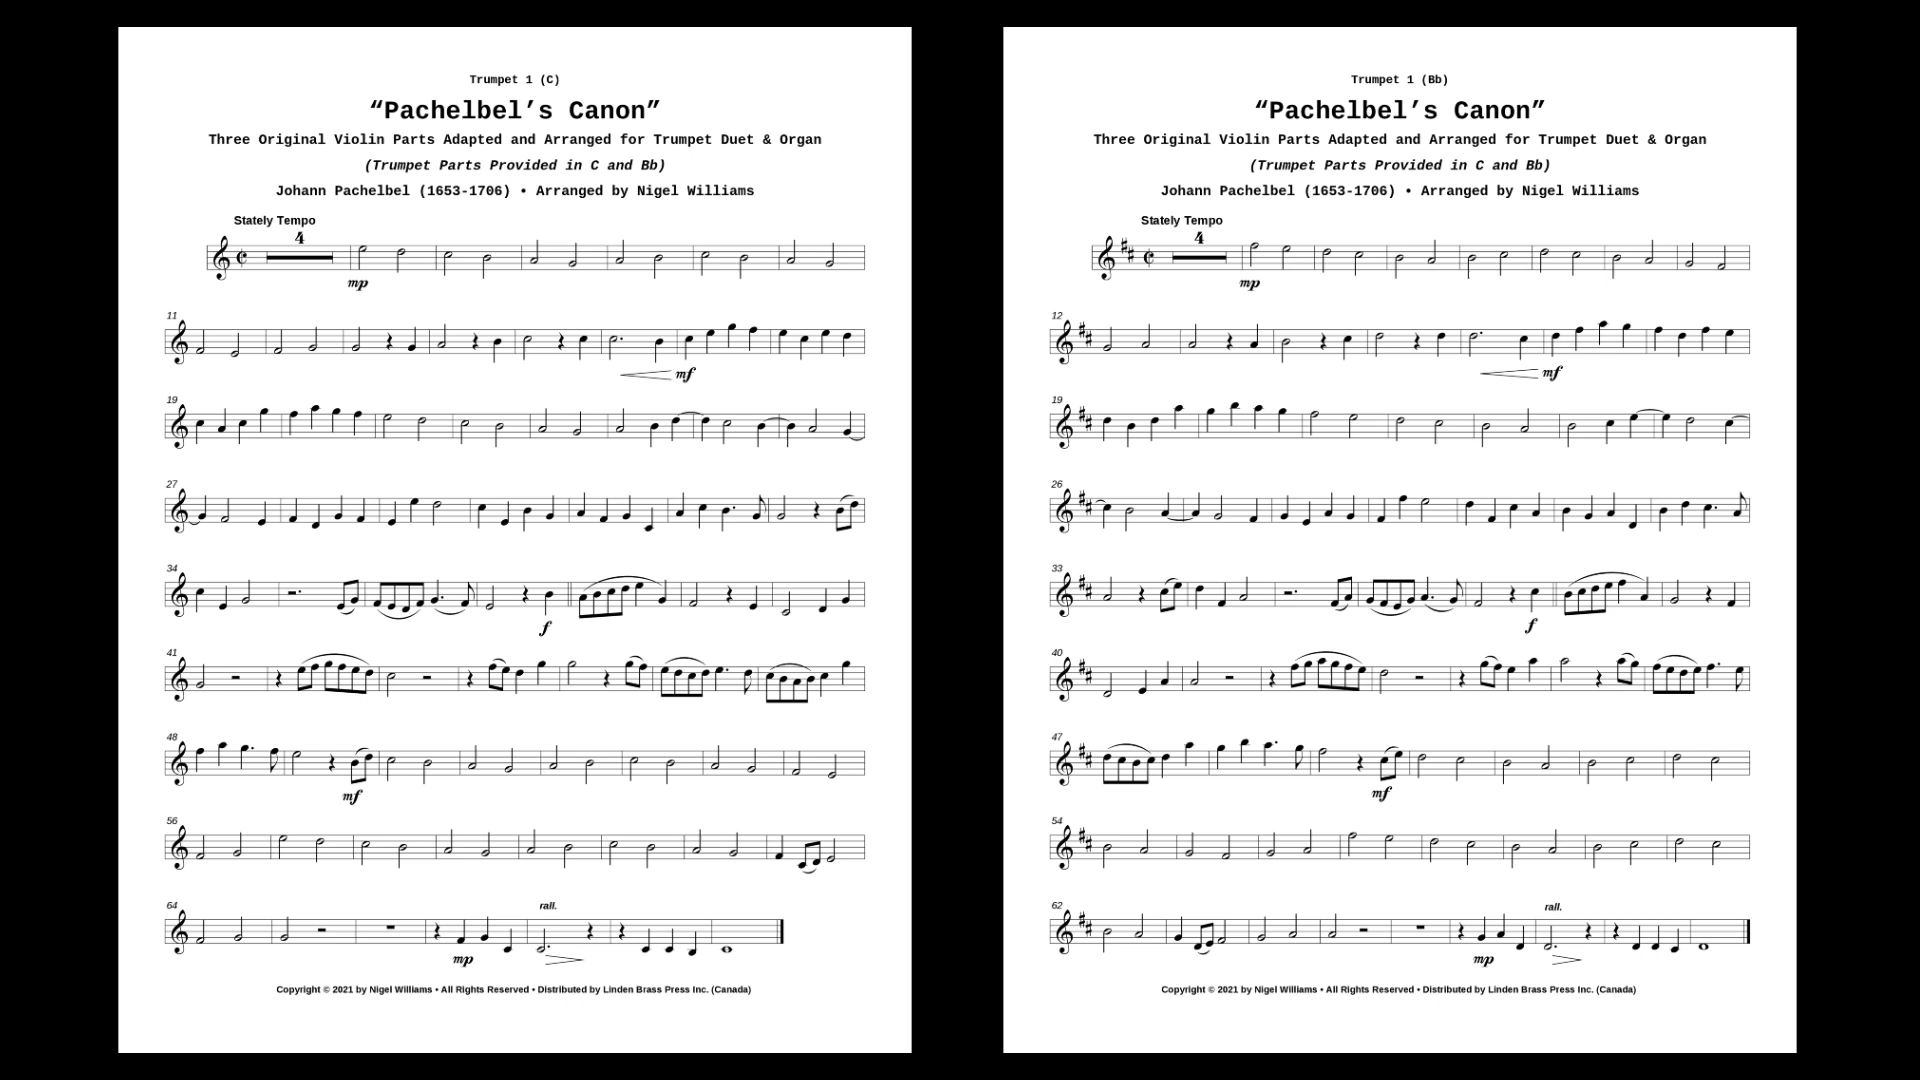 Trumpet 1 (C)
“Pachelbel’s Canon”
Three Original Violin Parts Adapted and Arranged for Trumpet Duet & Organ
(Trumpet Parts Provided in C and Bb)
Johann Pachelbel (1653-1706) • Arranged by Nigel Williams
Stately Tempo
4
mp
11
mf
19
27
34
f
41
48
mf
56
64
rall.
mp
Copyright © 2021 by Nigel Williams • All Rights Reserved • Distributed by Linden Brass Press Inc. (Canada)
Trumpet 1 (Bb)
“Pachelbel’s Canon”
Three Original Violin Parts Adapted and Arranged for Trumpet Duet & Organ
(Trumpet Parts Provided in C and Bb)
Johann Pachelbel (1653-1706) • Arranged by Nigel Williams
Stately Tempo
4
mp
12
mf
19
26
33
f
40
47
mf
54
62
rall.
mp
Copyright © 2021 by Nigel Williams • All Rights Reserved • Distributed by Linden Brass Press Inc. (Canada)